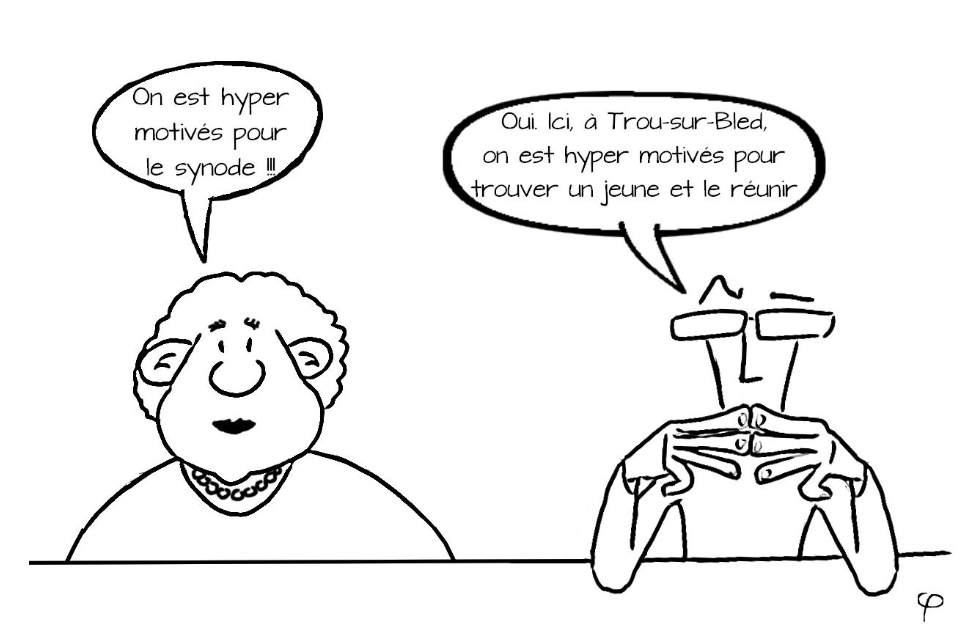 On est hyper
motivés pour
le synode !!!
Oui. Ici, à Trou-sur-Bled,
on est hyper motivés pour
trouver un jeune et le réunir
φ